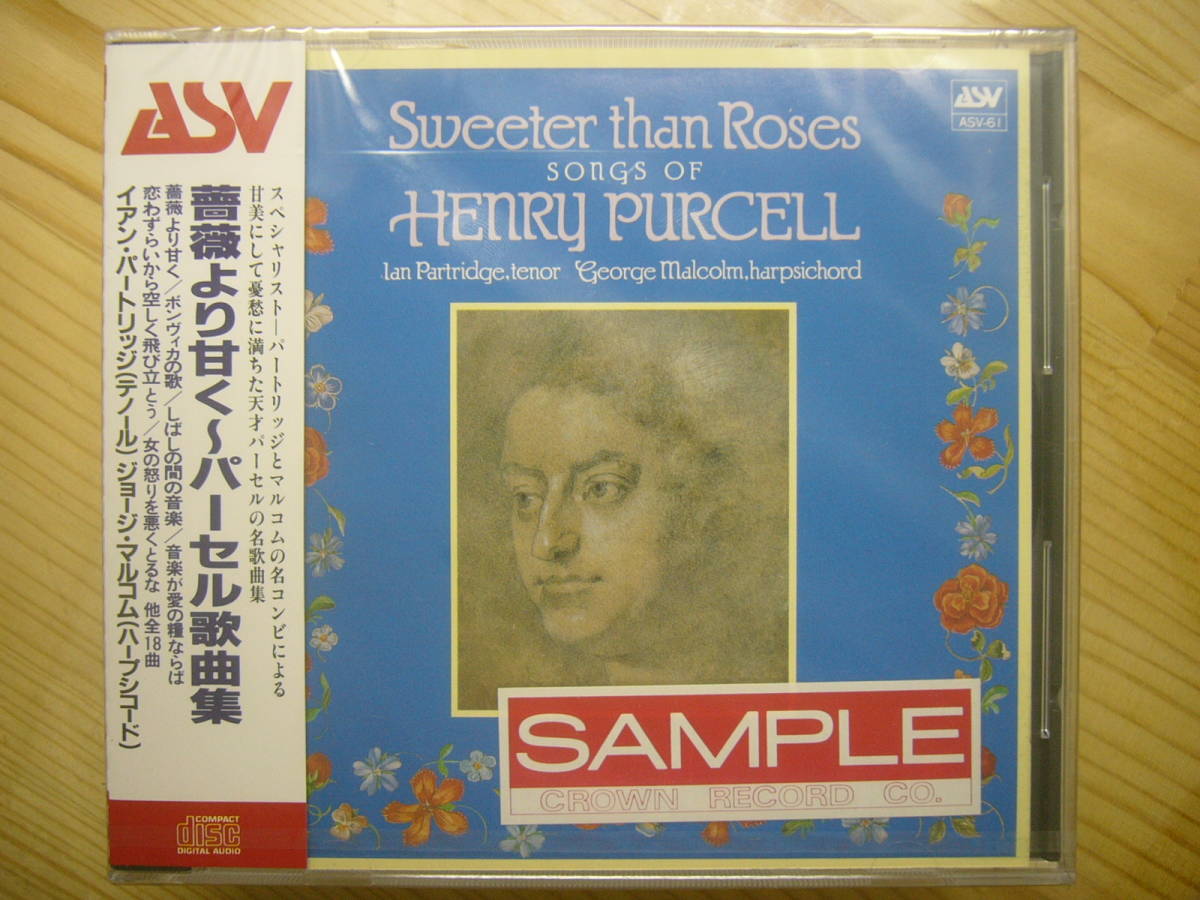 ASV
スペシャリストーパートリッジとマルコムの名コンビによる
甘美にして憂愁に満ちた天才パーセルの名歌曲集
薔薇より甘く〜パーセル歌曲集
薔薇より甘く／ボンヴィカの歌／しばしの間の音楽／音楽が愛の糧ならば
恋わずらいから空しく飛び立とう／女の怒りを悪くとるな 他全18曲
イアン・パートリッジ(テノール) ジョージ・マルコム(ハープシコード)
COMPACT
disc
DIGITAL AUDIO
Sweeter than Roses
SONGS OF
HENRY PURCELL
Ian Partridge, tenor George Malcolm, harpsichord
ASV
ASV-61
SAMPLE
CROWN RECORD CO.